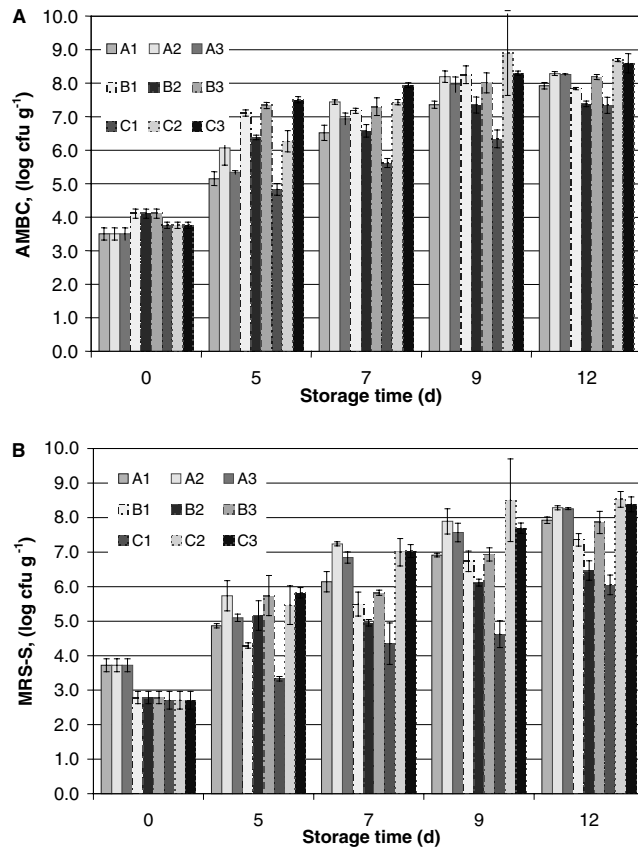 A
10.0
9.0
8.0
7.0
6.0
5.0
4.0
3.0
2.0
1.0
0.0
AMBC, (log cfu g⁻¹)
A1 A2 A3
B1 B2 B3
C1 C2 C3
0 5 7 9 12
Storage time (d)
B
10.0
9.0
8.0
7.0
6.0
5.0
4.0
3.0
2.0
1.0
0.0
MRS-S, (log cfu g⁻¹)
A1 A2 A3
B1 B2 B3
C1 C2 C3
0 5 7 9 12
Storage time (d)